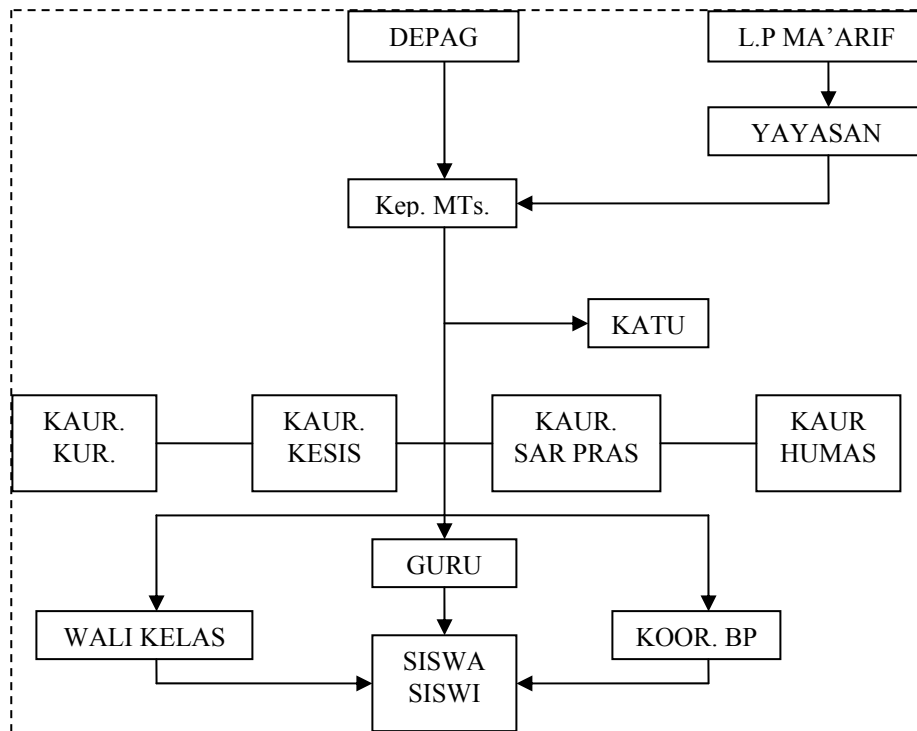 DEPAG
L.P MA’ARIF
YAYASAN
Kep. MTs.
KATU
KAUR.
KUR.
KAUR.
KESIS
KAUR.
SAR PRAS
KAUR
HUMAS
GURU
WALI KELAS
KOOR. BP
SISWA
SISWI